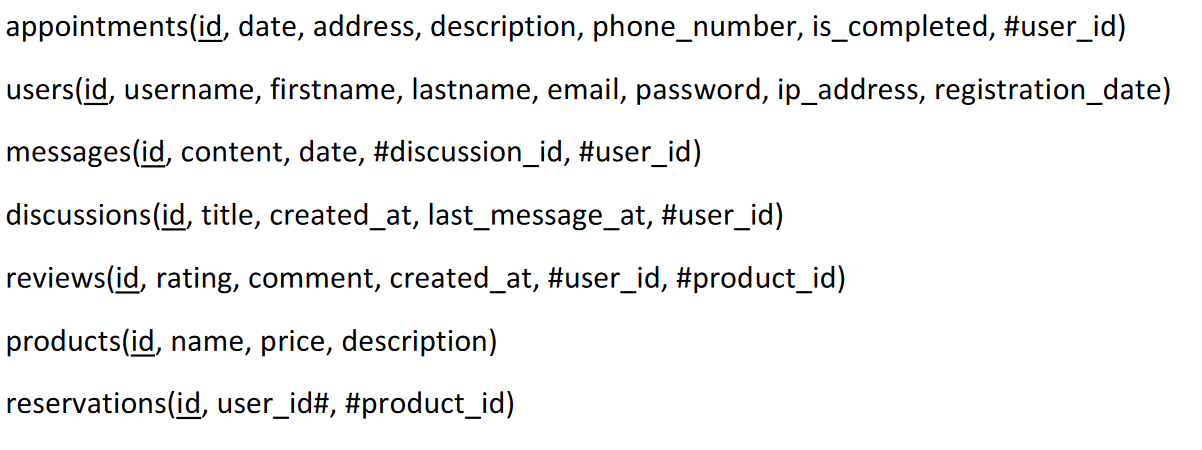 appointments(id, date, address, description, phone_number, is_completed, #user_id)
users(id, username, firstname, lastname, email, password, ip_address, registration_date)
messages(id, content, date, #discussion_id, #user_id)
discussions(id, title, created_at, last_message_at, #user_id)
reviews(id, rating, comment, created_at, #user_id, #product_id)
products(id, name, price, description)
reservations(id, user_id#, #product_id)